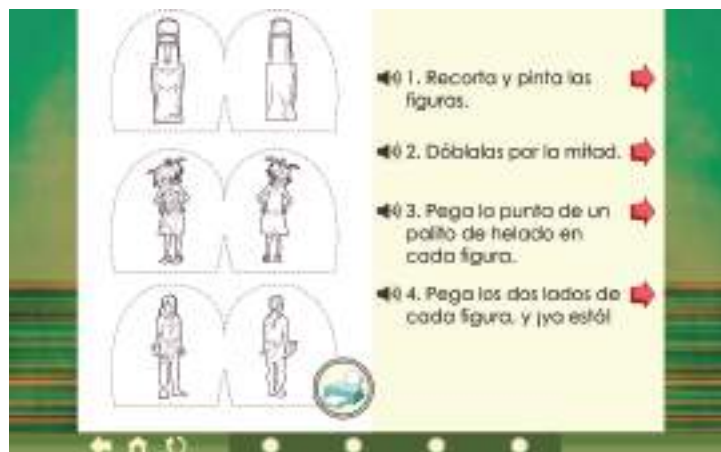 1. Recorta y pinta las
figuras.
2. Dóblalas por la mitad.
3. Pega la punta de un
palito de helado en
cada figura.
4. Pega los dos lados de
cada figura, y ¡ya está!